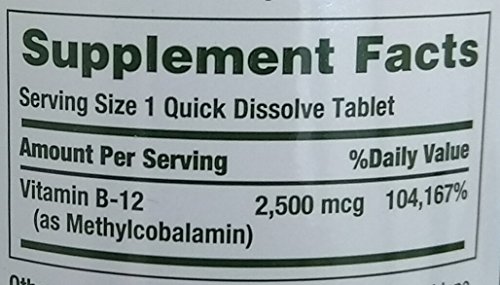 Supplement Facts
Serving Size 1 Quick Dissolve Tablet
Amount Per Serving %Daily Value
Vitamin B-12 2,500 mcg 104,167%
(as Methylcobalamin)